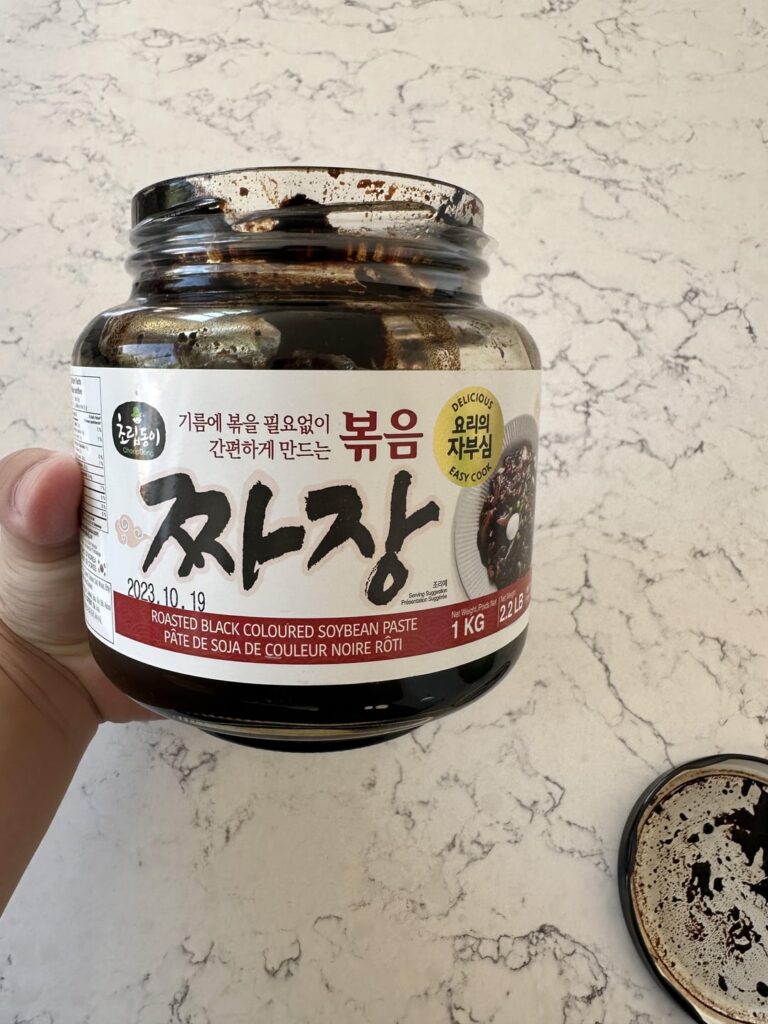 초립동이
ChoripDong
기름에 볶을 필요없이
간편하게 만드는
볶음
짜장
DELICIOUS
요리의
자부심
EASY COOK
조리예
Serving Suggestion
Présentation Suggérée
2023.10.19
ROASTED BLACK COLOURED SOYBEAN PASTE
PÂTE DE SOJA DE COULEUR NOIRE RÔTI
Net Weight /Poids Net
1 KG
Net Weight
2.2 LB